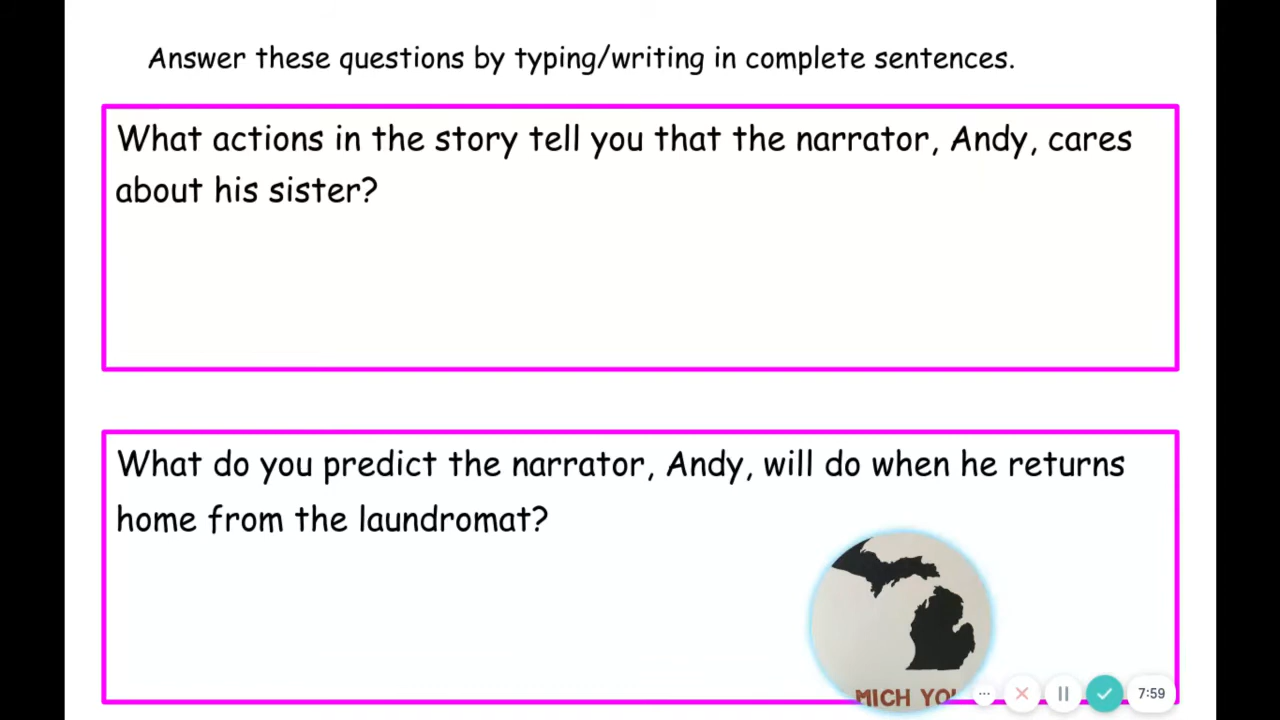 Answer these questions by typing/writing in complete sentences.
What actions in the story tell you that the narrator, Andy, cares
about his sister?
What do you predict the narrator, Andy, will do when he returns
home from the laundromat?
MICH YO
7:59